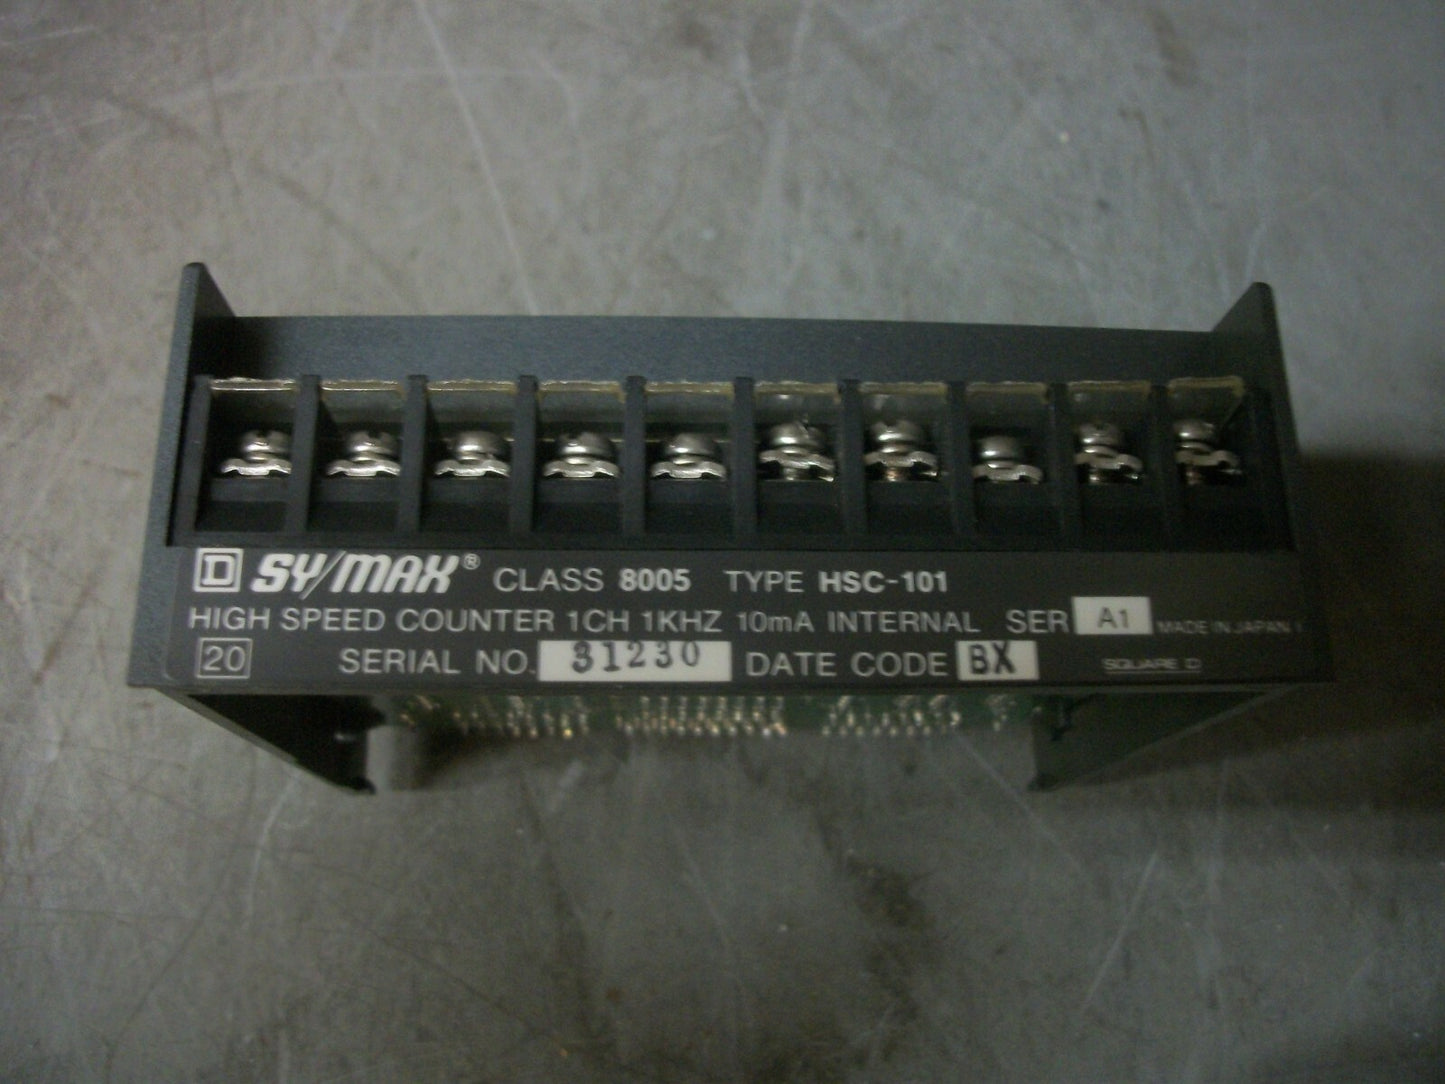 D SY/MAX® CLASS 8005 TYPE HSC-101
HIGH SPEED COUNTER 1CH 1KHZ 10mA INTERNAL SER A1 MADE IN JAPAN 1
20 SERIAL NO. 31230 DATE CODE BX SQUARE D